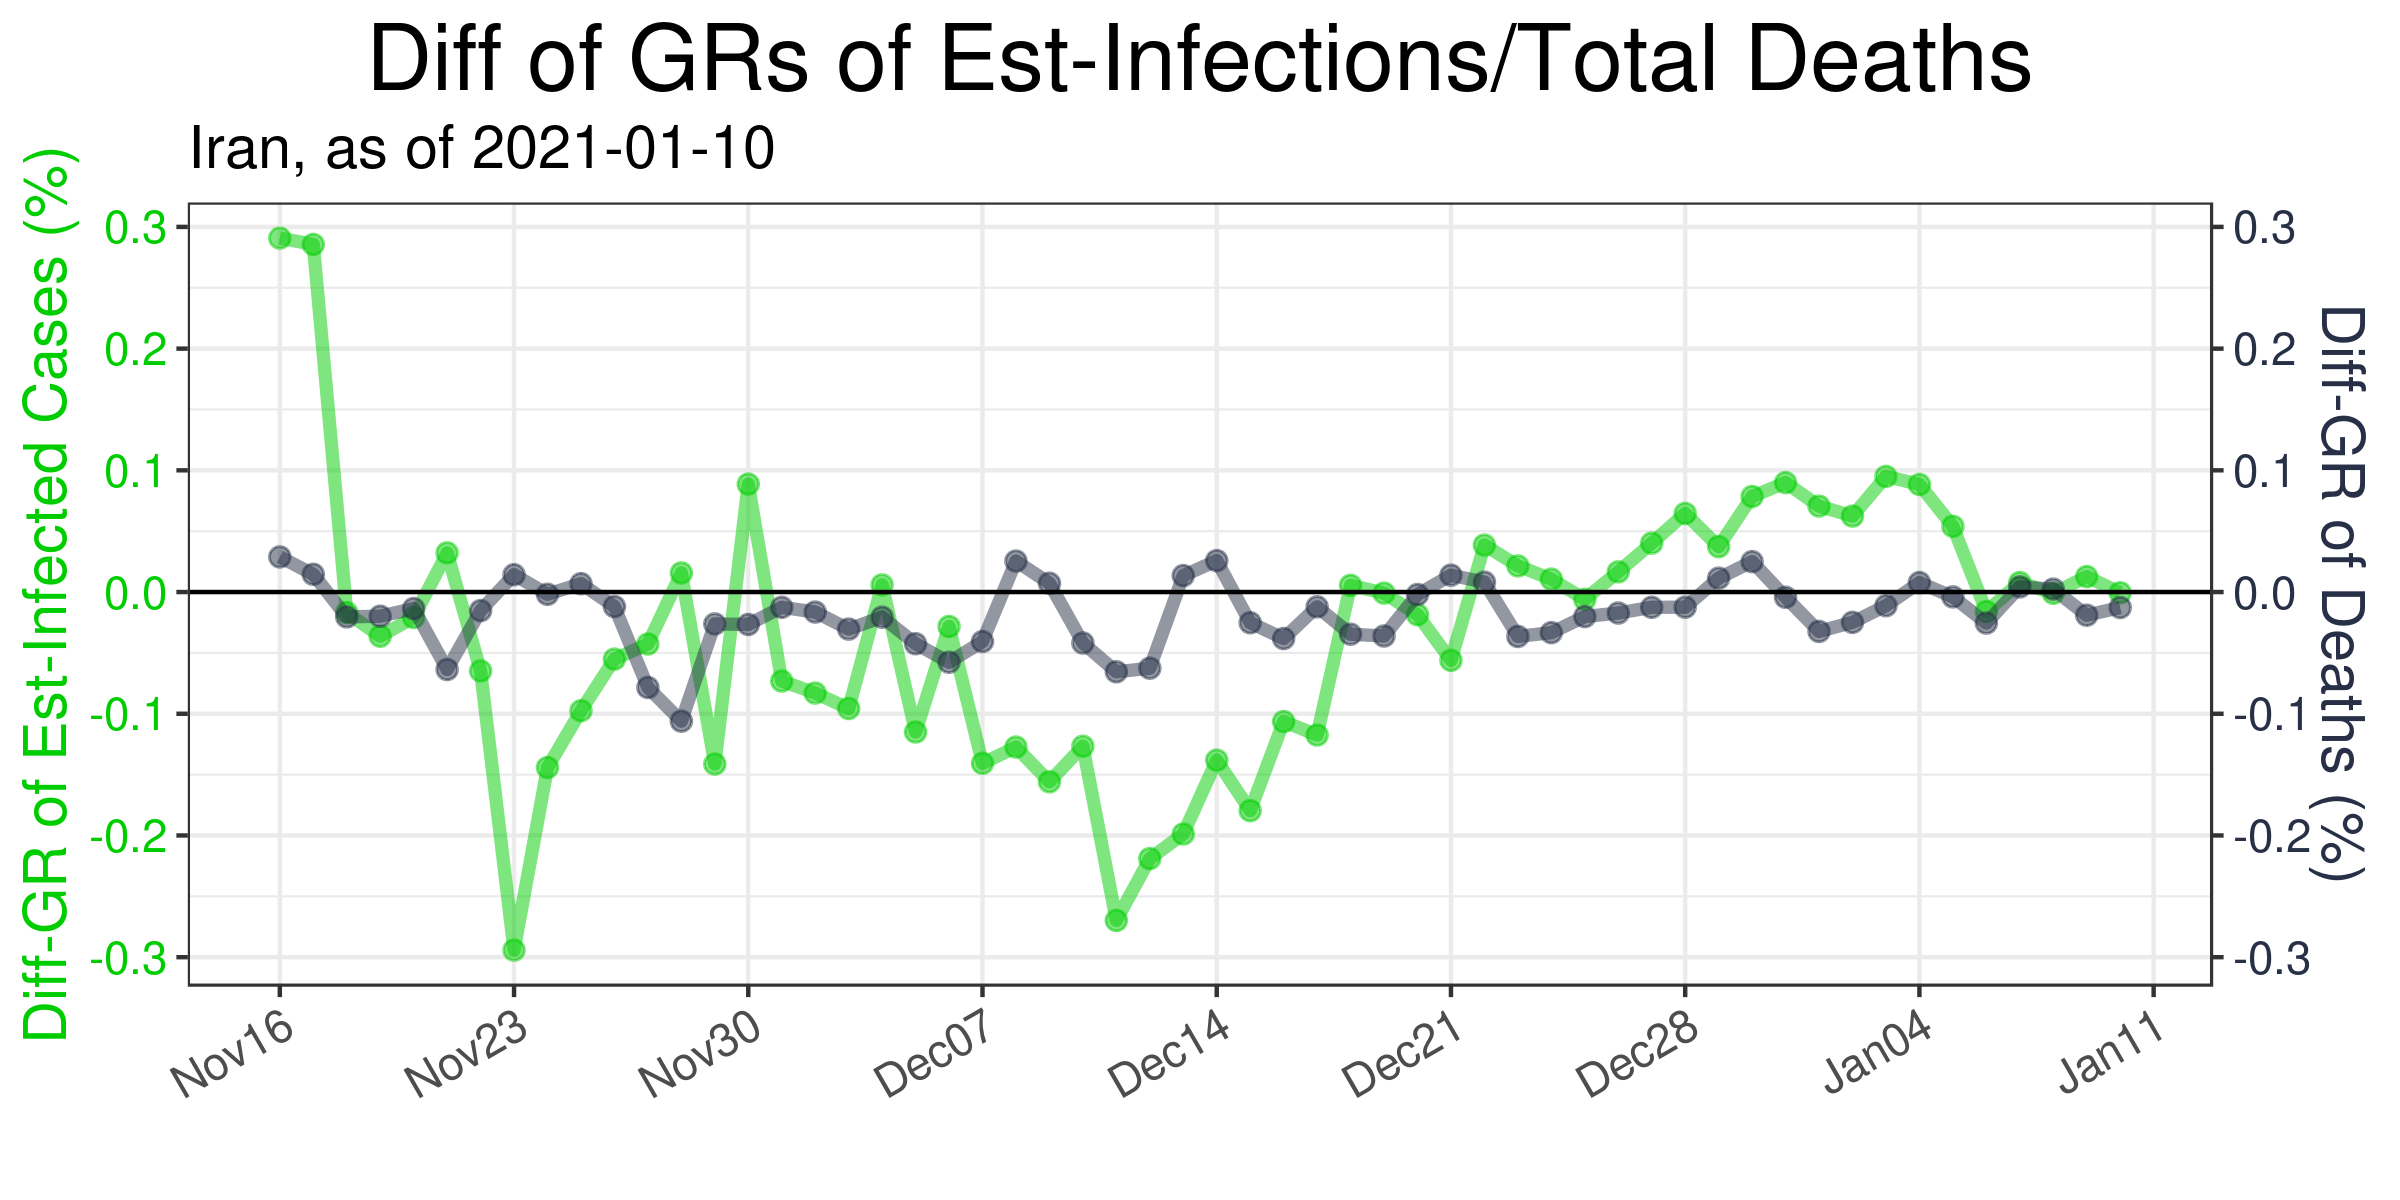 Diff of GRs of Est-Infections/Total Deaths
Iran, as of 2021-01-10
Diff-GR of Est-Infected Cases (%)
0.3
0.2
0.1
0.0
-0.1
-0.2
-0.3
0.3
0.2
0.1
0.0
-0.1
-0.2
-0.3
Diff-GR of Deaths (%)
Nov16
Nov23
Nov30
Dec07
Dec14
Dec21
Dec28
Jan04
Jan11